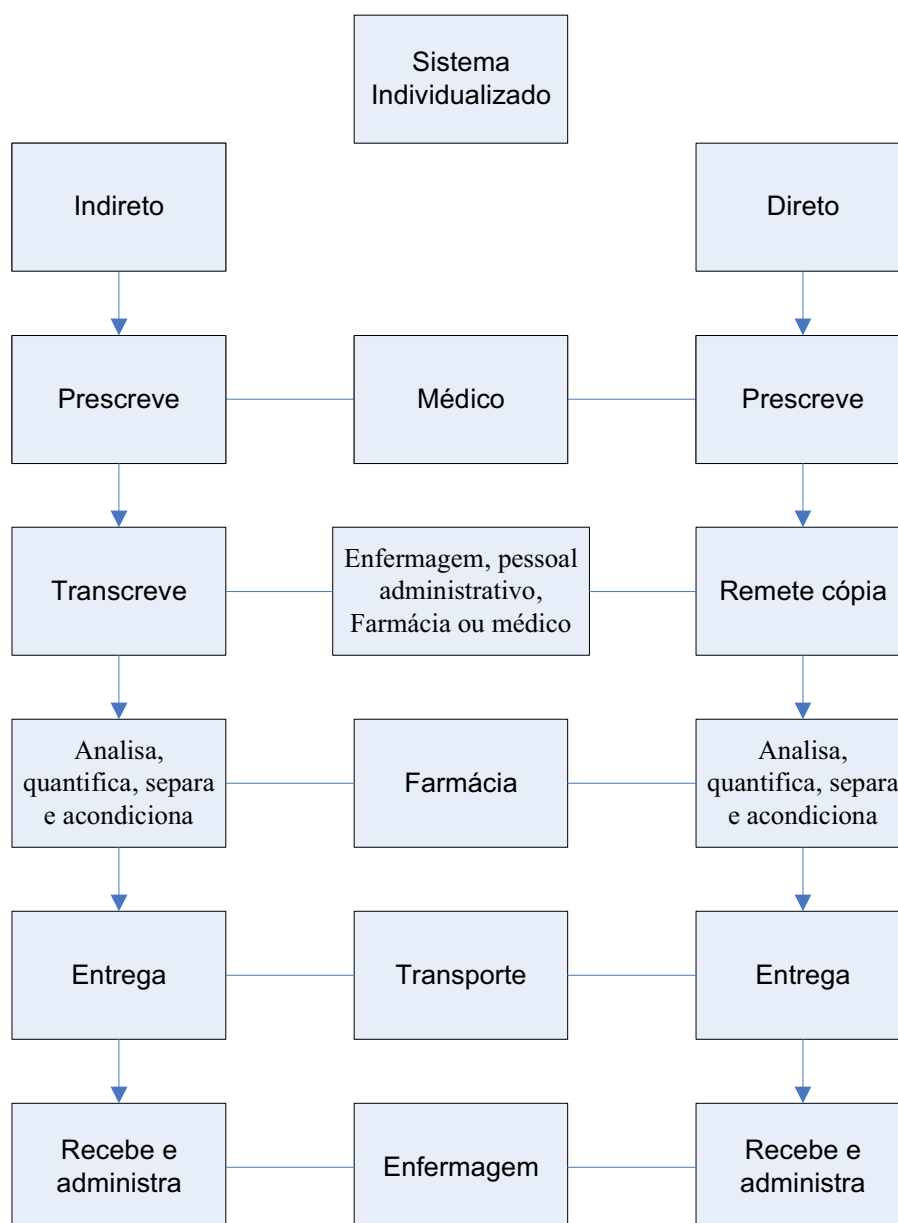 Sistema
Individualizado
Indireto
Direto
Prescreve
Médico
Prescreve
Transcreve
Enfermagem, pessoal
administrativo,
Farmácia ou médico
Remete cópia
Analisa,
quantifica, separa
e acondiciona
Farmácia
Analisa,
quantifica, separa
e acondiciona
Entrega
Transporte
Entrega
Recebe e
administra
Enfermagem
Recebe e
administra